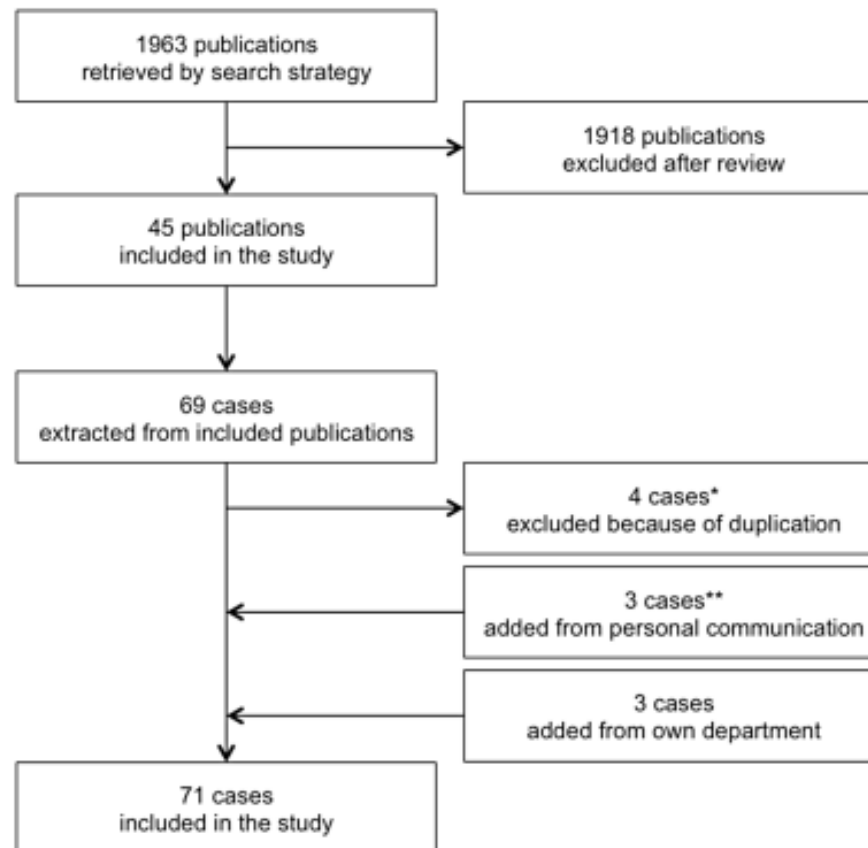 1963 publications
retrieved by search strategy
1918 publications
excluded after review
45 publications
included in the study
69 cases
extracted from included publications
4 cases*
excluded because of duplication
3 cases**
added from personal communication
3 cases
added from own department
71 cases
included in the study